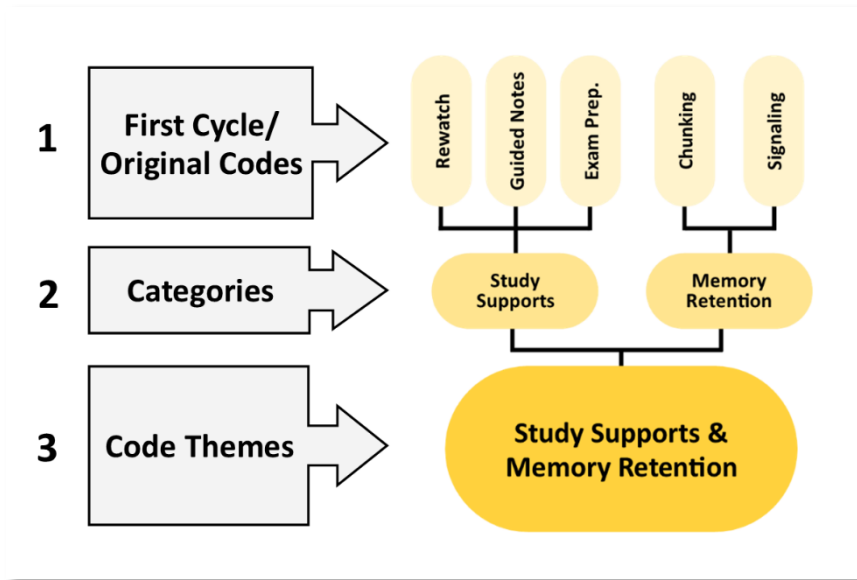 1
First Cycle/
Original Codes
Rewatch
Guided Notes
Exam Prep.
Chunking
Signaling
2
Categories
Study
Supports
Memory
Retention
3
Code Themes
Study Supports &
Memory Retention